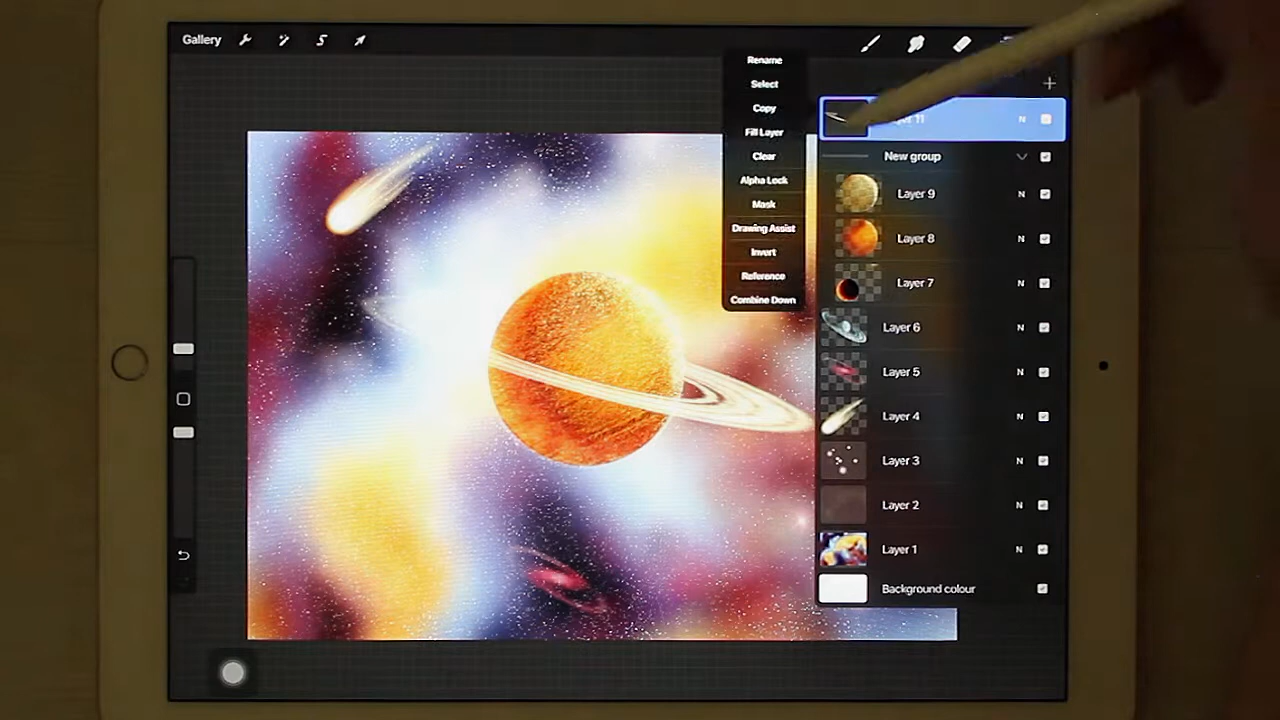 Gallery
Rename
Select
Copy
Fill Layer
Clear
Alpha Lock
Mask
Drawing Assist
Invert
Reference
Combine Down
11 N
New group
Layer 9 N
Layer 8 N
Layer 7 N
Layer 6 N
Layer 5 N
Layer 4 N
Layer 3 N
Layer 2 N
Layer 1 N
Background colour